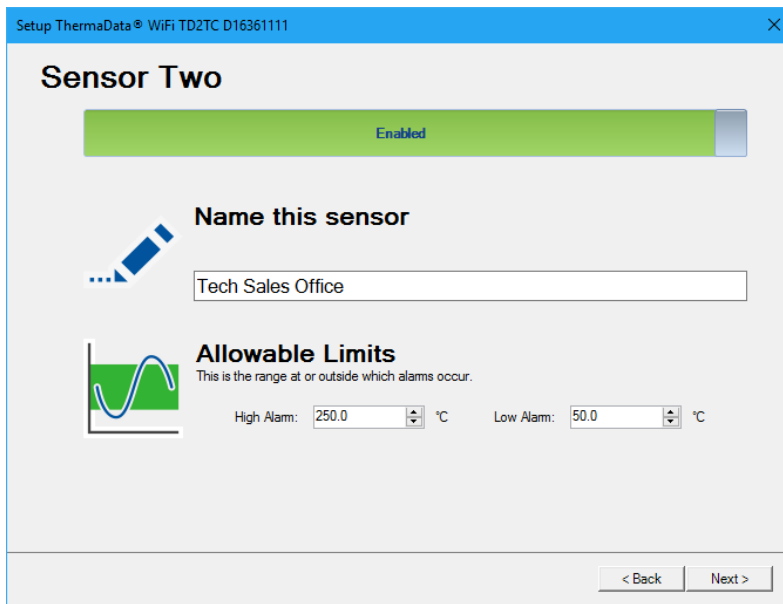 Setup ThermaData® WiFi TD2TC D16361111
Sensor Two
Enabled
Name this sensor
Tech Sales Office
Allowable Limits
This is the range at or outside which alarms occur.
High Alarm: 250.0 °C Low Alarm: 50.0 °C
< Back Next >